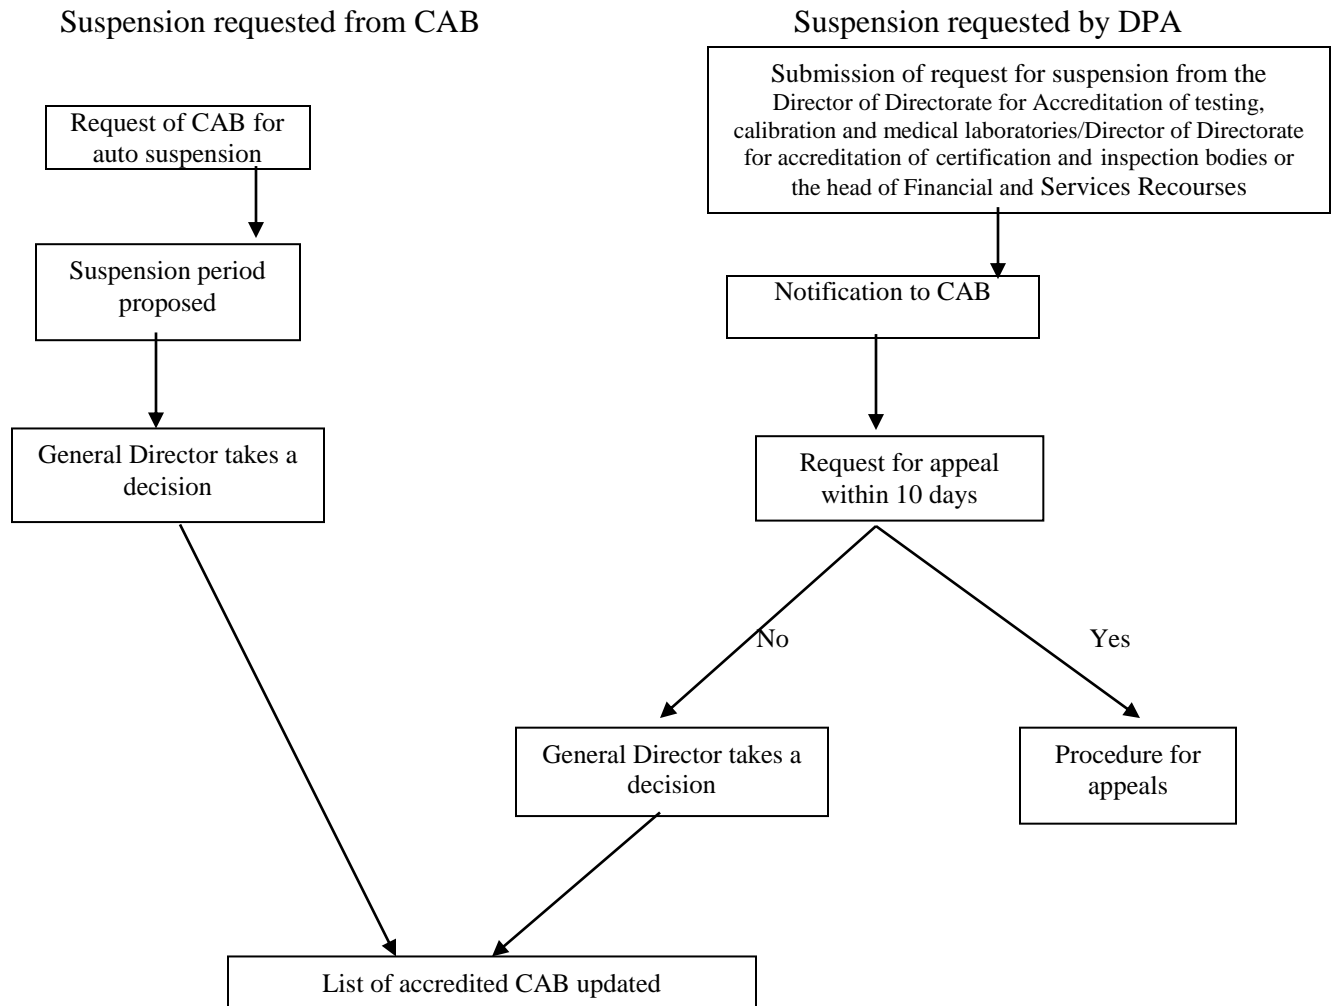 Suspension requested from CAB
Suspension requested by DPA
Request of CAB for
auto suspension
Suspension period
proposed
General Director takes a
decision
Submission of request for suspension from the
Director of Directorate for Accreditation of testing,
calibration and medical laboratories/Director of Directorate
for accreditation of certification and inspection bodies or
the head of Financial and Services Recourses
Notification to CAB
Request for appeal
within 10 days
No
Yes
General Director takes a
decision
Procedure for
appeals
List of accredited CAB updated